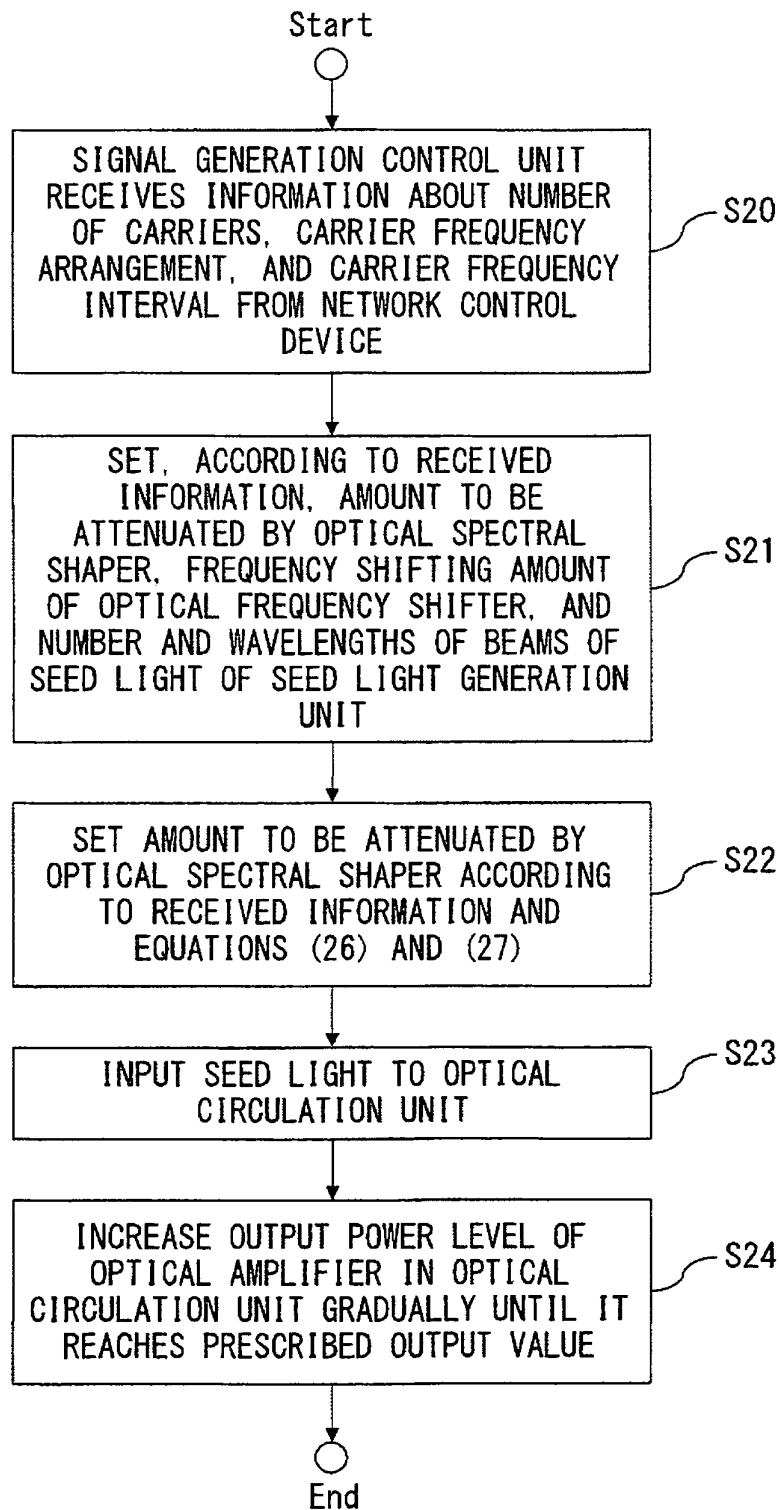 Start
SIGNAL GENERATION CONTROL UNIT
RECEIVES INFORMATION ABOUT NUMBER
OF CARRIERS, CARRIER FREQUENCY
ARRANGEMENT, AND CARRIER FREQUENCY
INTERVAL FROM NETWORK CONTROL
DEVICE
S20
SET, ACCORDING TO RECEIVED
INFORMATION, AMOUNT TO BE
ATTENUATED BY OPTICAL SPECTRAL
SHAPER, FREQUENCY SHIFTING AMOUNT
OF OPTICAL FREQUENCY SHIFTER, AND
NUMBER AND WAVELENGTHS OF BEAMS OF
SEED LIGHT OF SEED LIGHT GENERATION
UNIT
S21
SET AMOUNT TO BE ATTENUATED BY
OPTICAL SPECTRAL SHAPER ACCORDING
TO RECEIVED INFORMATION AND
EQUATIONS (26) AND (27)
S22
INPUT SEED LIGHT TO OPTICAL
CIRCULATION UNIT
S23
INCREASE OUTPUT POWER LEVEL OF
OPTICAL AMPLIFIER IN OPTICAL
CIRCULATION UNIT GRADUALLY UNTIL IT
REACHES PRESCRIBED OUTPUT VALUE
S24
End